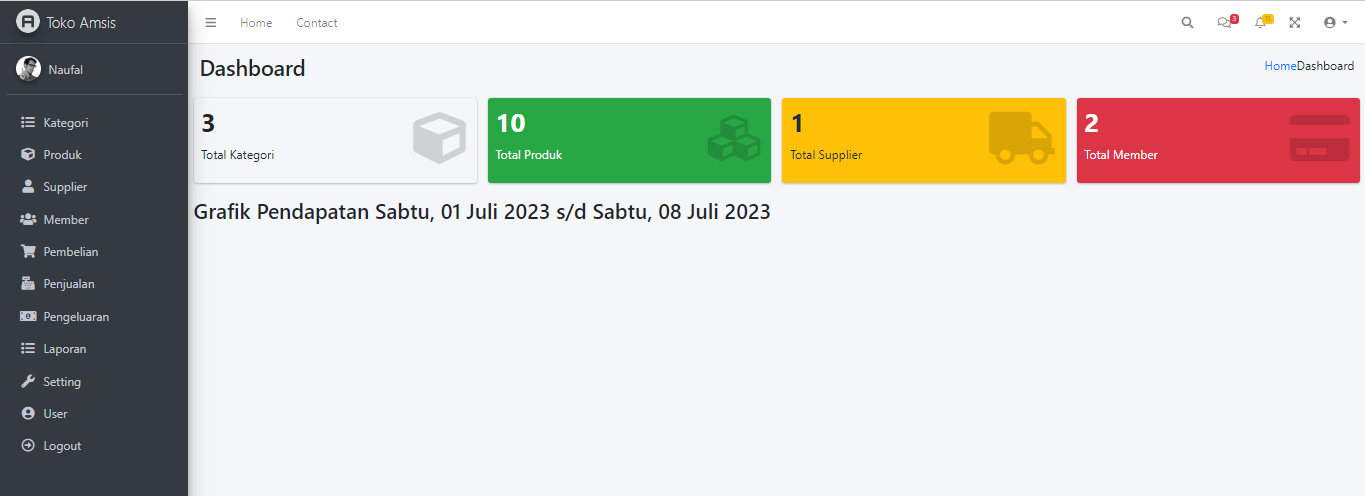 Toko Amsis
Home Contact
3
Naufal
Dashboard
HomeDashboard
Kategori
Produk
Supplier
Member
Pembelian
Penjualan
Pengeluaran
Laporan
Setting
User
Logout
3
Total Kategori
10
Total Produk
1
Total Supplier
2
Total Member
Grafik Pendapatan Sabtu, 01 Juli 2023 s/d Sabtu, 08 Juli 2023